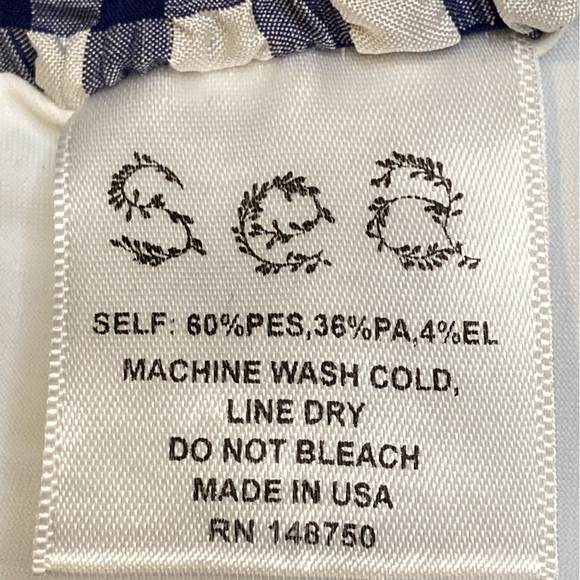 Sea
SELF: 60%PES,36%PA,4%EL
MACHINE WASH COLD,
LINE DRY
DO NOT BLEACH
MADE IN USA
RN 148750